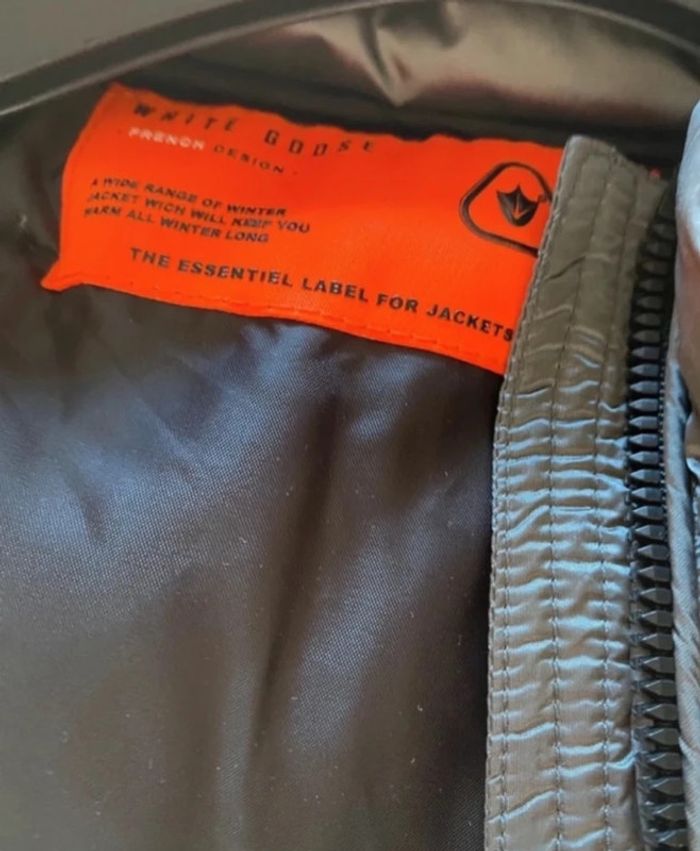 WHITE GOOSE
FRENCH DESIGN
A WIDE RANGE OF WINTER
JACKET WICH WILL KEEP YOU
WARM ALL WINTER LONG
THE ESSENTIEL LABEL FOR JACKETS